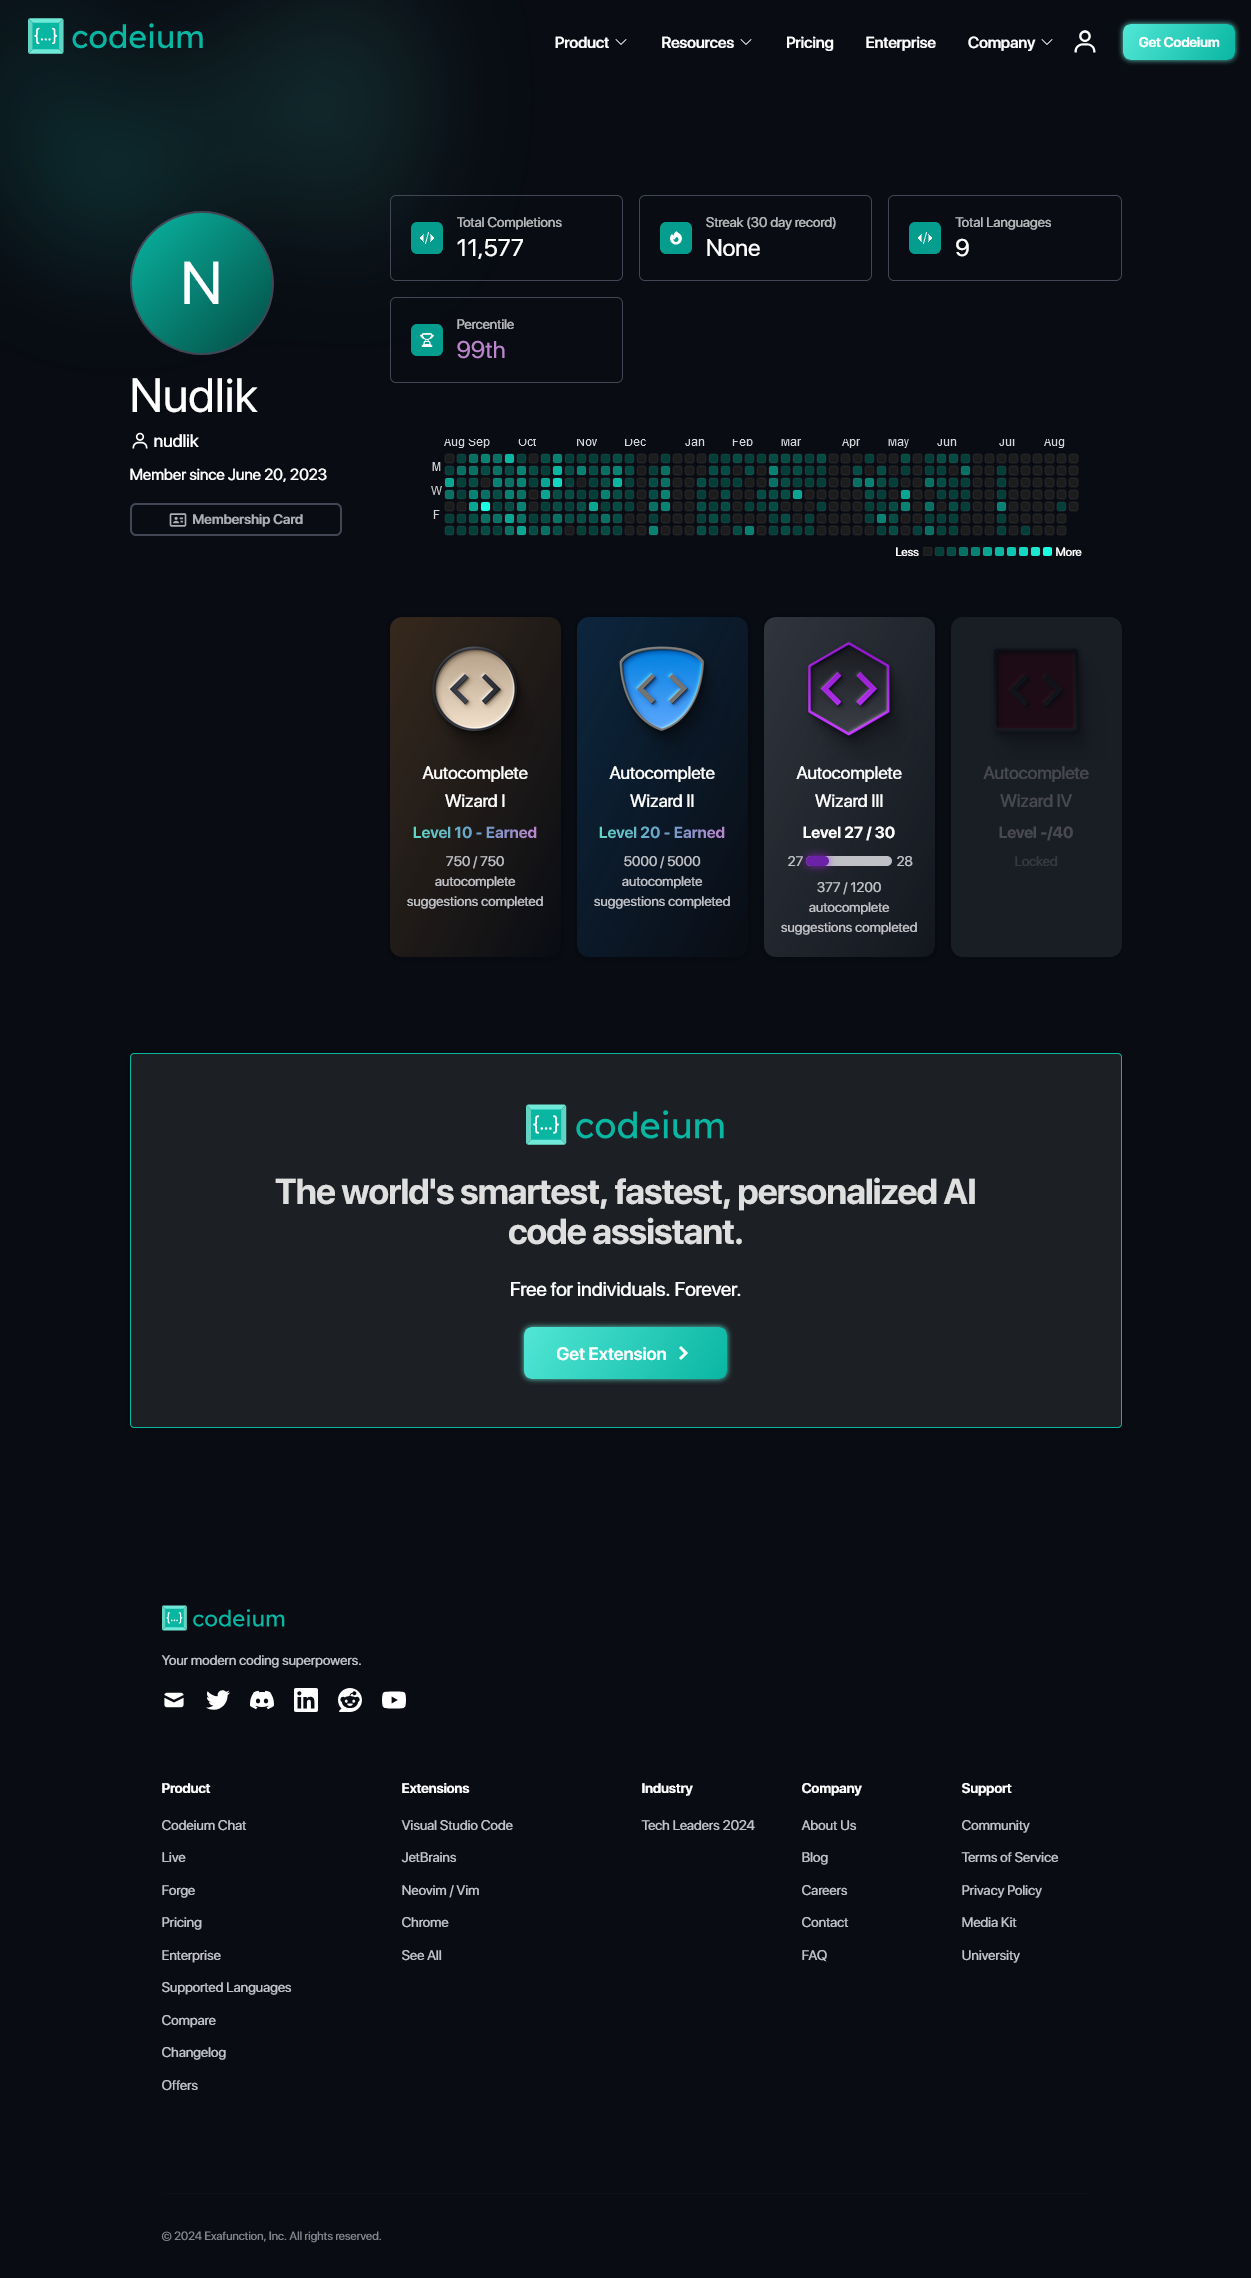 codeium
Product
Resources
Pricing
Enterprise
Company
Get Codeium
N
Nudlik
nudlik
Member since June 20, 2023
Membership Card
Total Completions
11,577
Streak (30 day record)
None
Total Languages
9
Percentile
99th
Aug Sep Oct Nov Dec Jan Feb Mar Apr May Jun Jul Aug
M
W
F
Less More
Autocomplete
Wizard I
Level 10 - Earned
750 / 750
autocomplete
suggestions completed
Autocomplete
Wizard II
Level 20 - Earned
5000 / 5000
autocomplete
suggestions completed
Autocomplete
Wizard III
Level 27 / 30
27 28
377 / 1200
autocomplete
suggestions completed
Autocomplete
Wizard IV
Level -/40
Locked
{...} codeium
The world's smartest, fastest, personalized AI
code assistant.
Free for individuals. Forever.
Get Extension
{...} codeium
Your modern coding superpowers.
Product
Codeium Chat
Live
Forge
Pricing
Enterprise
Supported Languages
Compare
Changelog
Offers
Extensions
Visual Studio Code
JetBrains
Neovim / Vim
Chrome
See All
Industry
Tech Leaders 2024
Company
About Us
Blog
Careers
Contact
FAQ
Support
Community
Terms of Service
Privacy Policy
Media Kit
University
© 2024 Exafunction, Inc. All rights reserved.